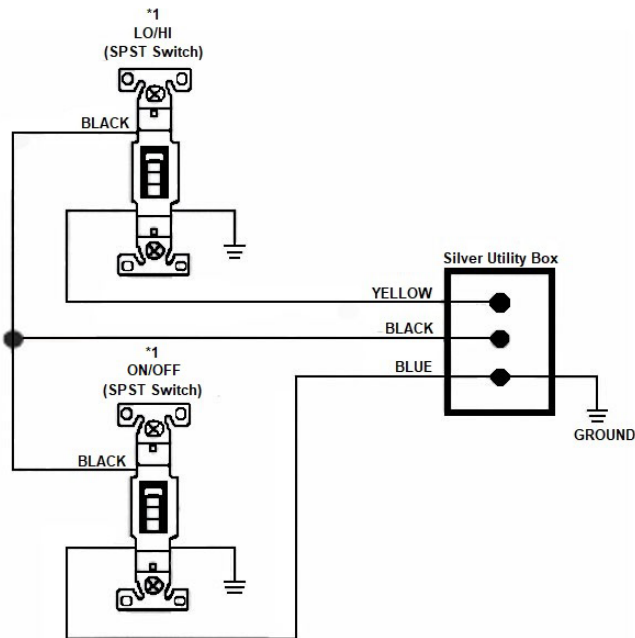 *1
LO/HI
(SPST Switch)
BLACK
Silver Utility Box
YELLOW
BLACK
*1
ON/OFF
(SPST Switch)
BLUE
GROUND
BLACK